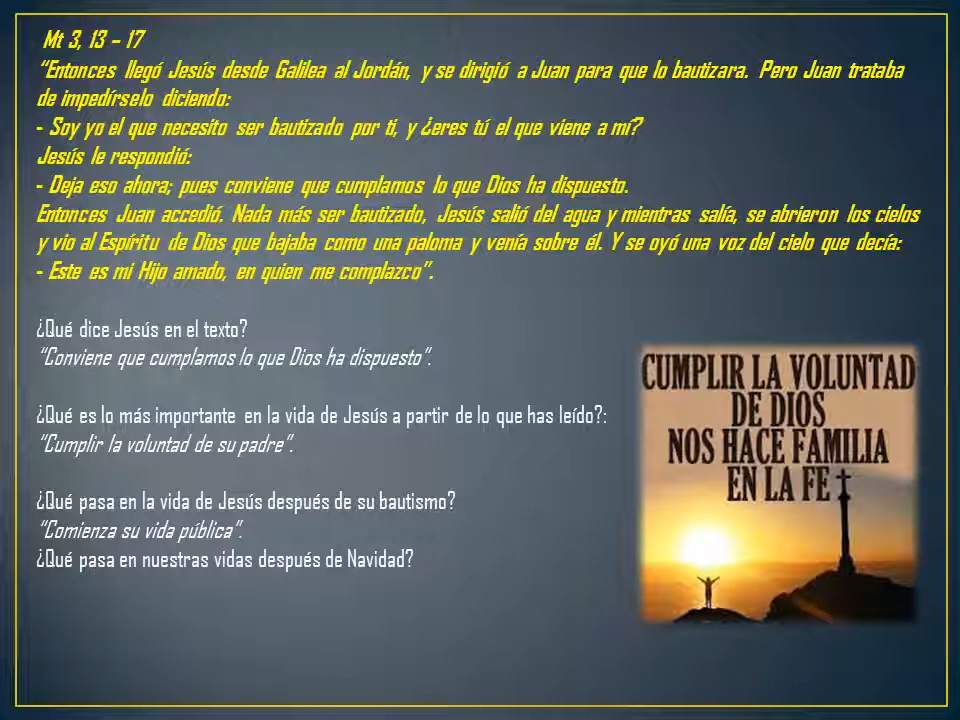 Mt 3, 13 – 17
“Entonces llegó Jesús desde Galilea al Jordán, y se dirigió a Juan para que lo bautizara. Pero Juan trataba
de impedírselo diciendo:
- Soy yo el que necesito ser bautizado por ti, y ¿eres tú el que viene a mí?
Jesús le respondió:
- Deja eso ahora; pues conviene que cumplamos lo que Dios ha dispuesto.
Entonces Juan accedió. Nada más ser bautizado, Jesús salió del agua y mientras salía, se abrieron los cielos
y vio al Espíritu de Dios que bajaba como una paloma y venía sobre él. Y se oyó una voz del cielo que decía:
- Este es mi Hijo amado, en quien me complazco”.
¿Qué dice Jesús en el texto?
“Conviene que cumplamos lo que Dios ha dispuesto”.
¿Qué es lo más importante en la vida de Jesús a partir de lo que has leído?:
“Cumplir la voluntad de su padre”.
¿Qué pasa en la vida de Jesús después de su bautismo?
“Comienza su vida pública”.
¿Qué pasa en nuestras vidas después de Navidad?
CUMPLIR LA VOLUNTAD
DE DIOS
NOS HACE FAMILIA
EN LA FE